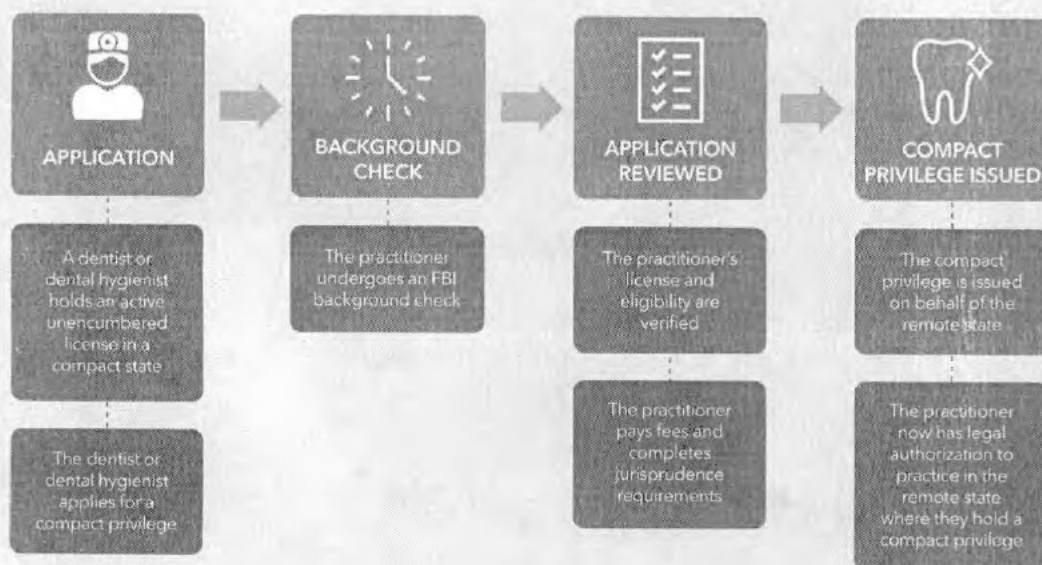 APPLICATION
A dentist or
dental hygienist
holds an active
unencumbered
license in a
compact state
The dentist or
dental hygienist
applies for a
compact privilege
BACKGROUND
CHECK
The practitioner
undergoes an FBI
background check
APPLICATION
REVIEWED
The practitioner's
license and
eligibility are
verified
The practitioner
pays fees and
completes
jurisprudence
requirements
COMPACT
PRIVILEGE ISSUED
The compact
privilege is issued
on behalf of the
remote state
The practitioner
now has legal
authorization to
practice in the
remote state
where they hold a
compact privilege